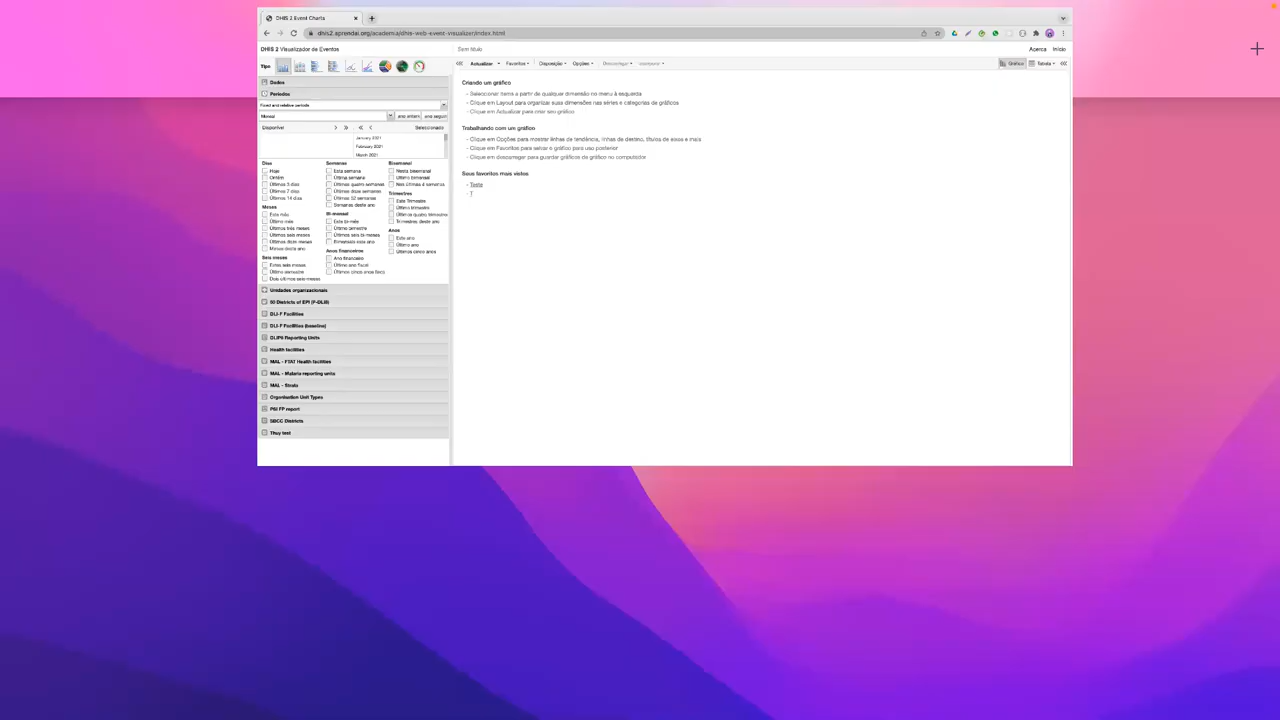 DHIS 2 Event Charts
dhis2.aprendai.org/academia/dhis-web-event-visualizer/index.html
DHIS 2 Visualizador de Eventos
Sem título
Acerca
Início
Tipo
Actualizar
Favoritos
Disposição
Opções
Descarregar
Gráfico
Tabela
Dados
Períodos
Fixed and relative periods
Mensal
ano anterio
ano seguin
Disponível
Seleccionado
January 2021
February 2021
March 2021
Dias
Hoje
Ontem
Últimos 3 dias
Últimos 7 dias
Últimos 14 dias
Meses
Este mês
Último mês
Últimos três meses
Últimos seis meses
Últimos doze meses
Meses deste ano
Seis meses
Estes seis meses
Último semestre
Dois últimos seis-meses
Semanas
Esta semana
Última semana
Últimas quatro semanas
Últimas doze semanas
Últimas 52 semanas
Semanas deste ano
Bi-mensal
Este bi-mês
Último bimestre
Últimos seis bi-meses
Bimensais este ano
Anos financeiros
Ano financeiro
Último ano fiscal
Últimos cinco anos fisca
Bisemanal
Nesta bisemanal
Último bimensal
Nas últimas 4 semanas
Trimestres
Este Trimestre
Último trimestre
Últimos quatro trimestres
Trimestres deste ano
Anos
Este ano
Último ano
Últimos cinco anos
Unidades organizacionais
50 Districts of EPI (F-DLI8)
DLI-F Facilities
DLI-F Facilities (baseline)
DLIP6 Reporting Units
Health facilities
MAL - FTAT Health facilities
MAL - Malaria reporting units
MAL - Strata
Organisation Unit Types
PSI FP report
SBCC Districts
Thuy test
Criando um gráfico
- Seleccionar items a partir de qualquer dimensão no menu à esquerda
- Clique em Layout para organizar suas dimensões nas séries e categorias de gráficos
- Clique em Actualizar para criar seu gráfico
Trabalhando com um gráfico
- Clique em Opções para mostrar linhas de tendência, linhas de destino, títulos de eixos e mais
- Clique em Favoritos para salvar o gráfico para uso posterior
- Clique em descarregar para guardar gráficos de gráfico no computador
Seus favoritos mais vistos
- Teste
- T